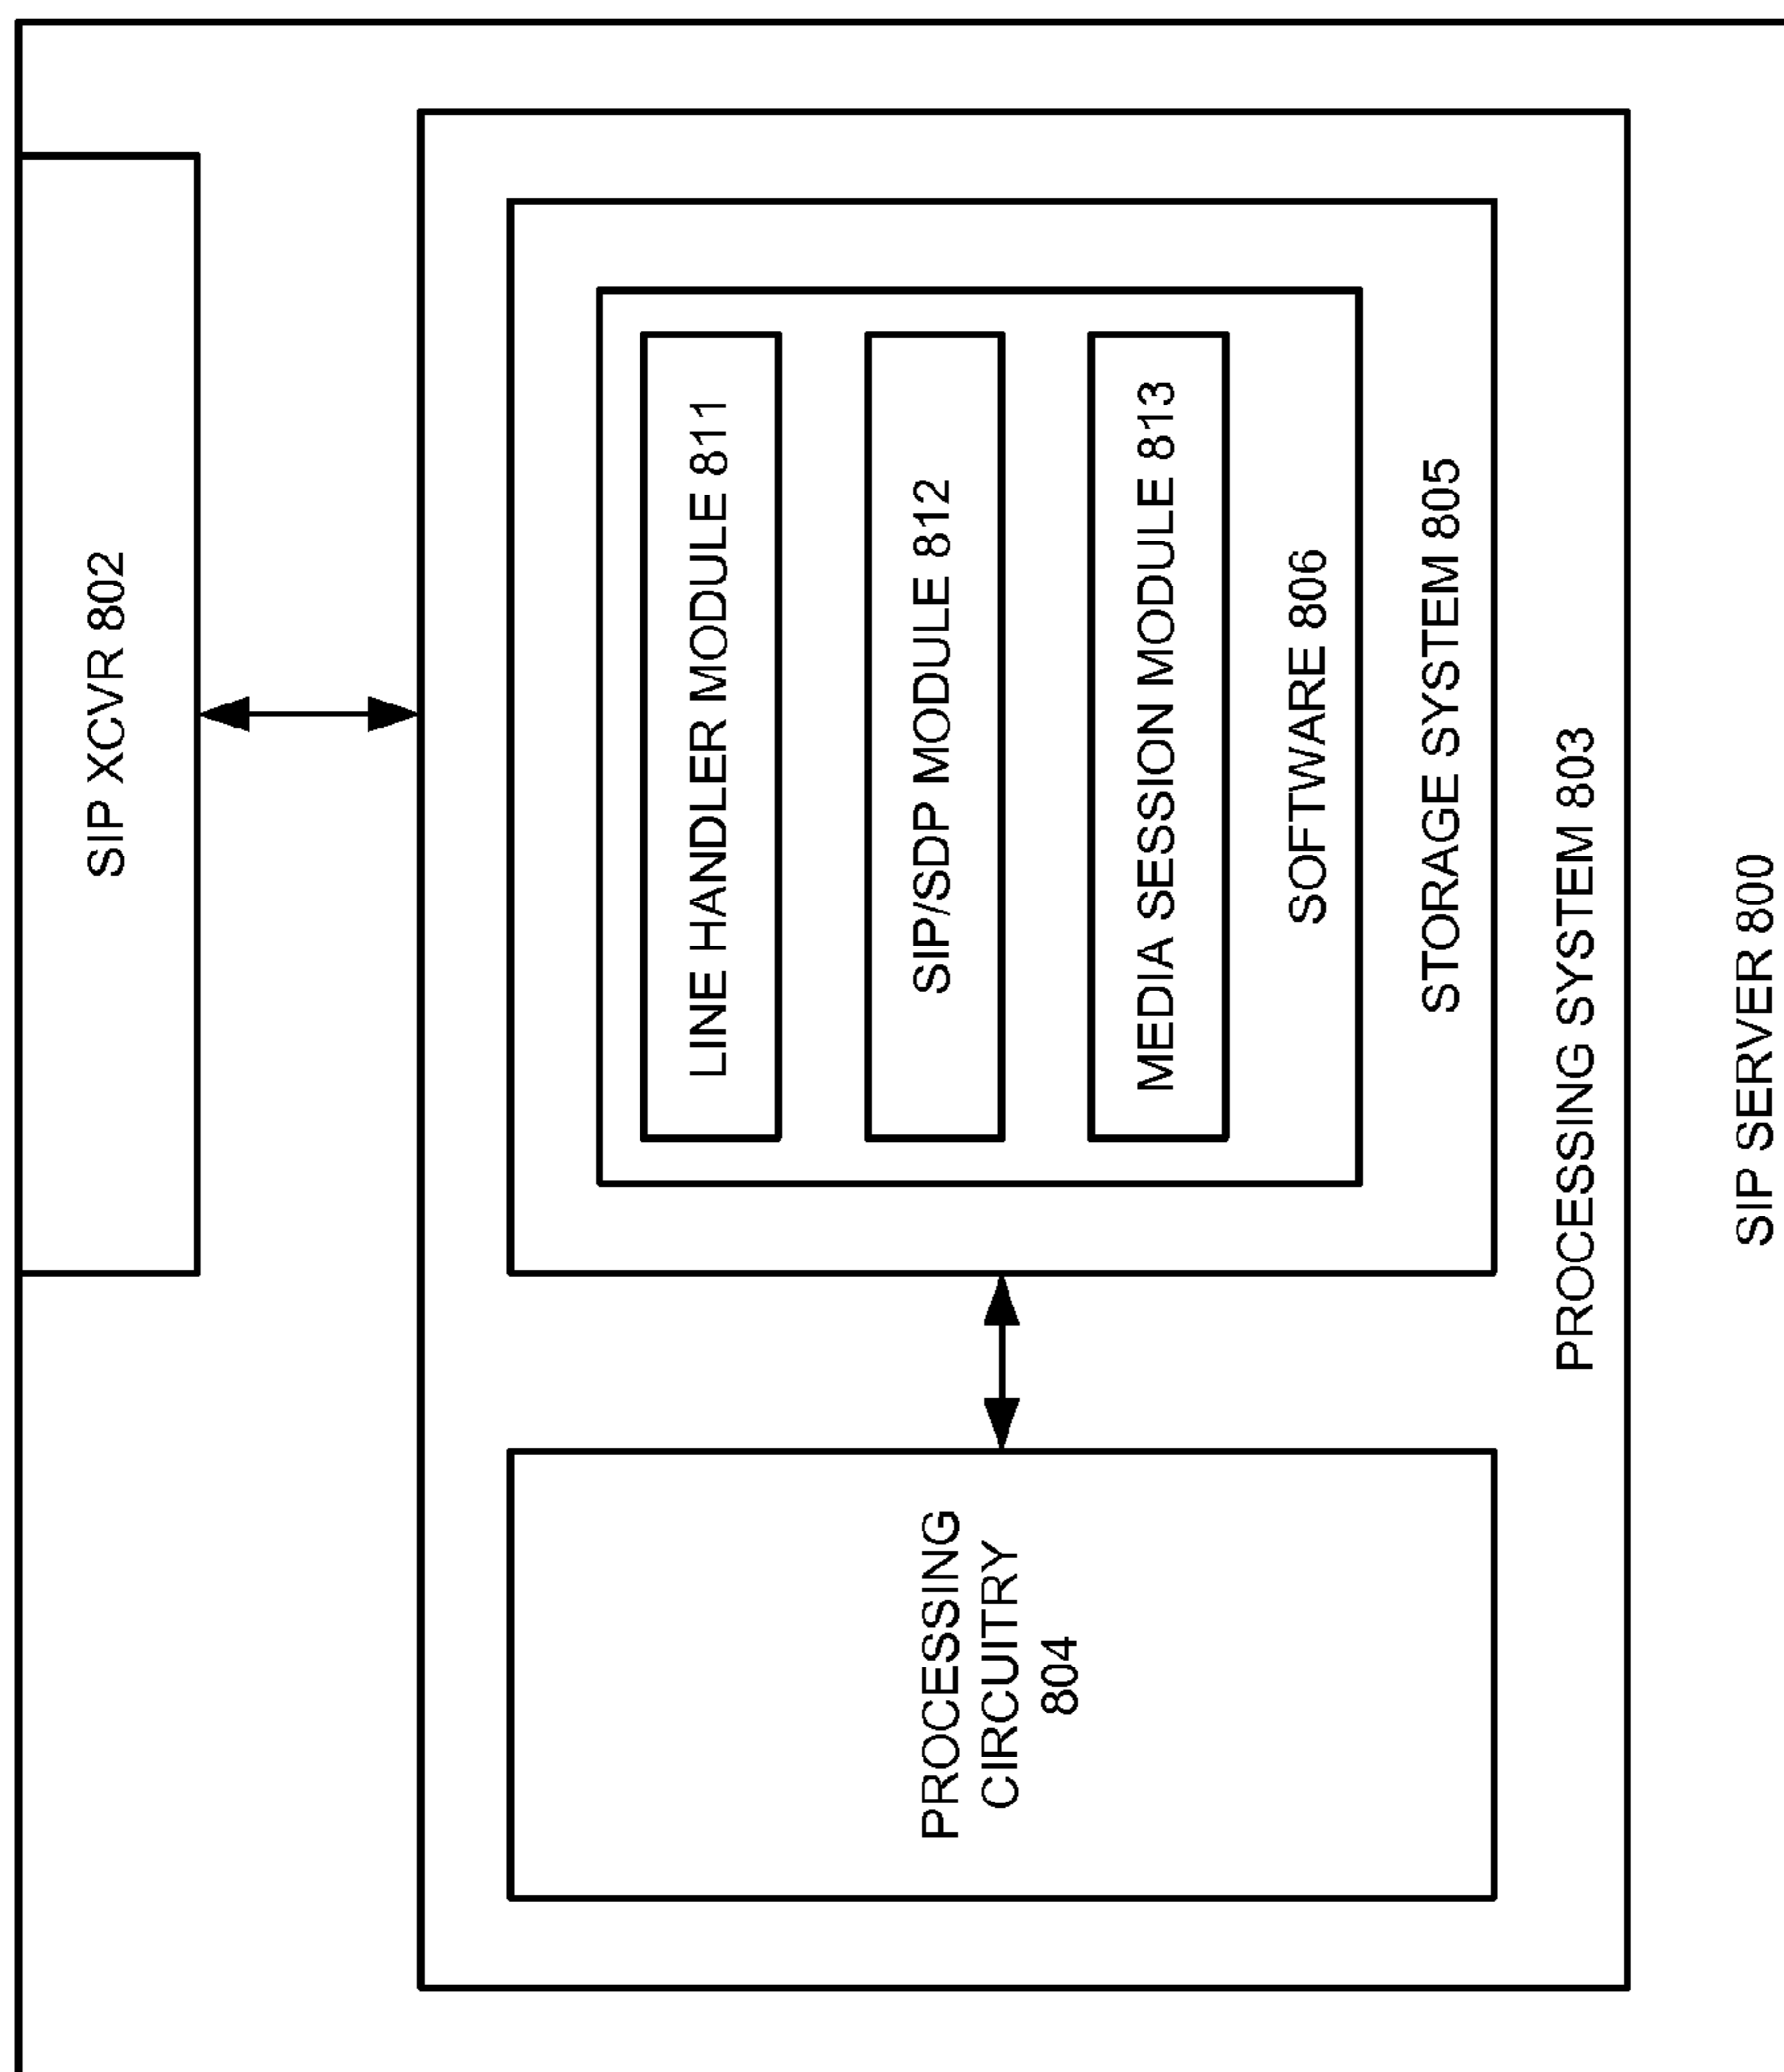 SIP XCVR 802
LINE HANDLER MODULE 811
SIP/SDP MODULE 812
MEDIA SESSION MODULE 813
SOFTWARE 806
STORAGE SYSTEM 805
PROCESSING
CIRCUITRY
804
PROCESSING SYSTEM 803
SIP SERVER 800